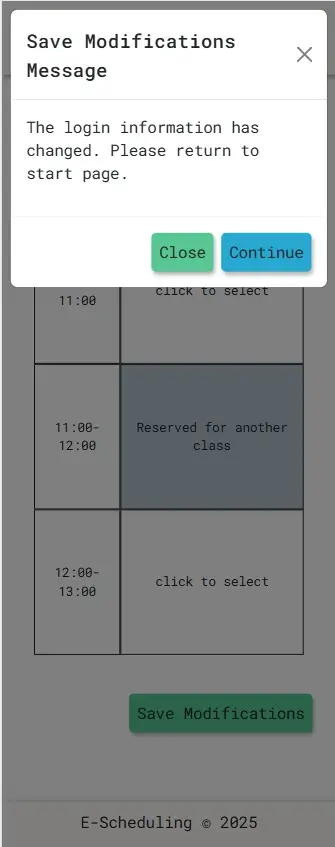 Save Modifications
Message
The login information has
changed. Please return to
start page.
Close Continue
11:00 click to select
11:00-
12:00
Reserved for another
class
12:00-
13:00
click to select
Save Modifications
E-Scheduling © 2025